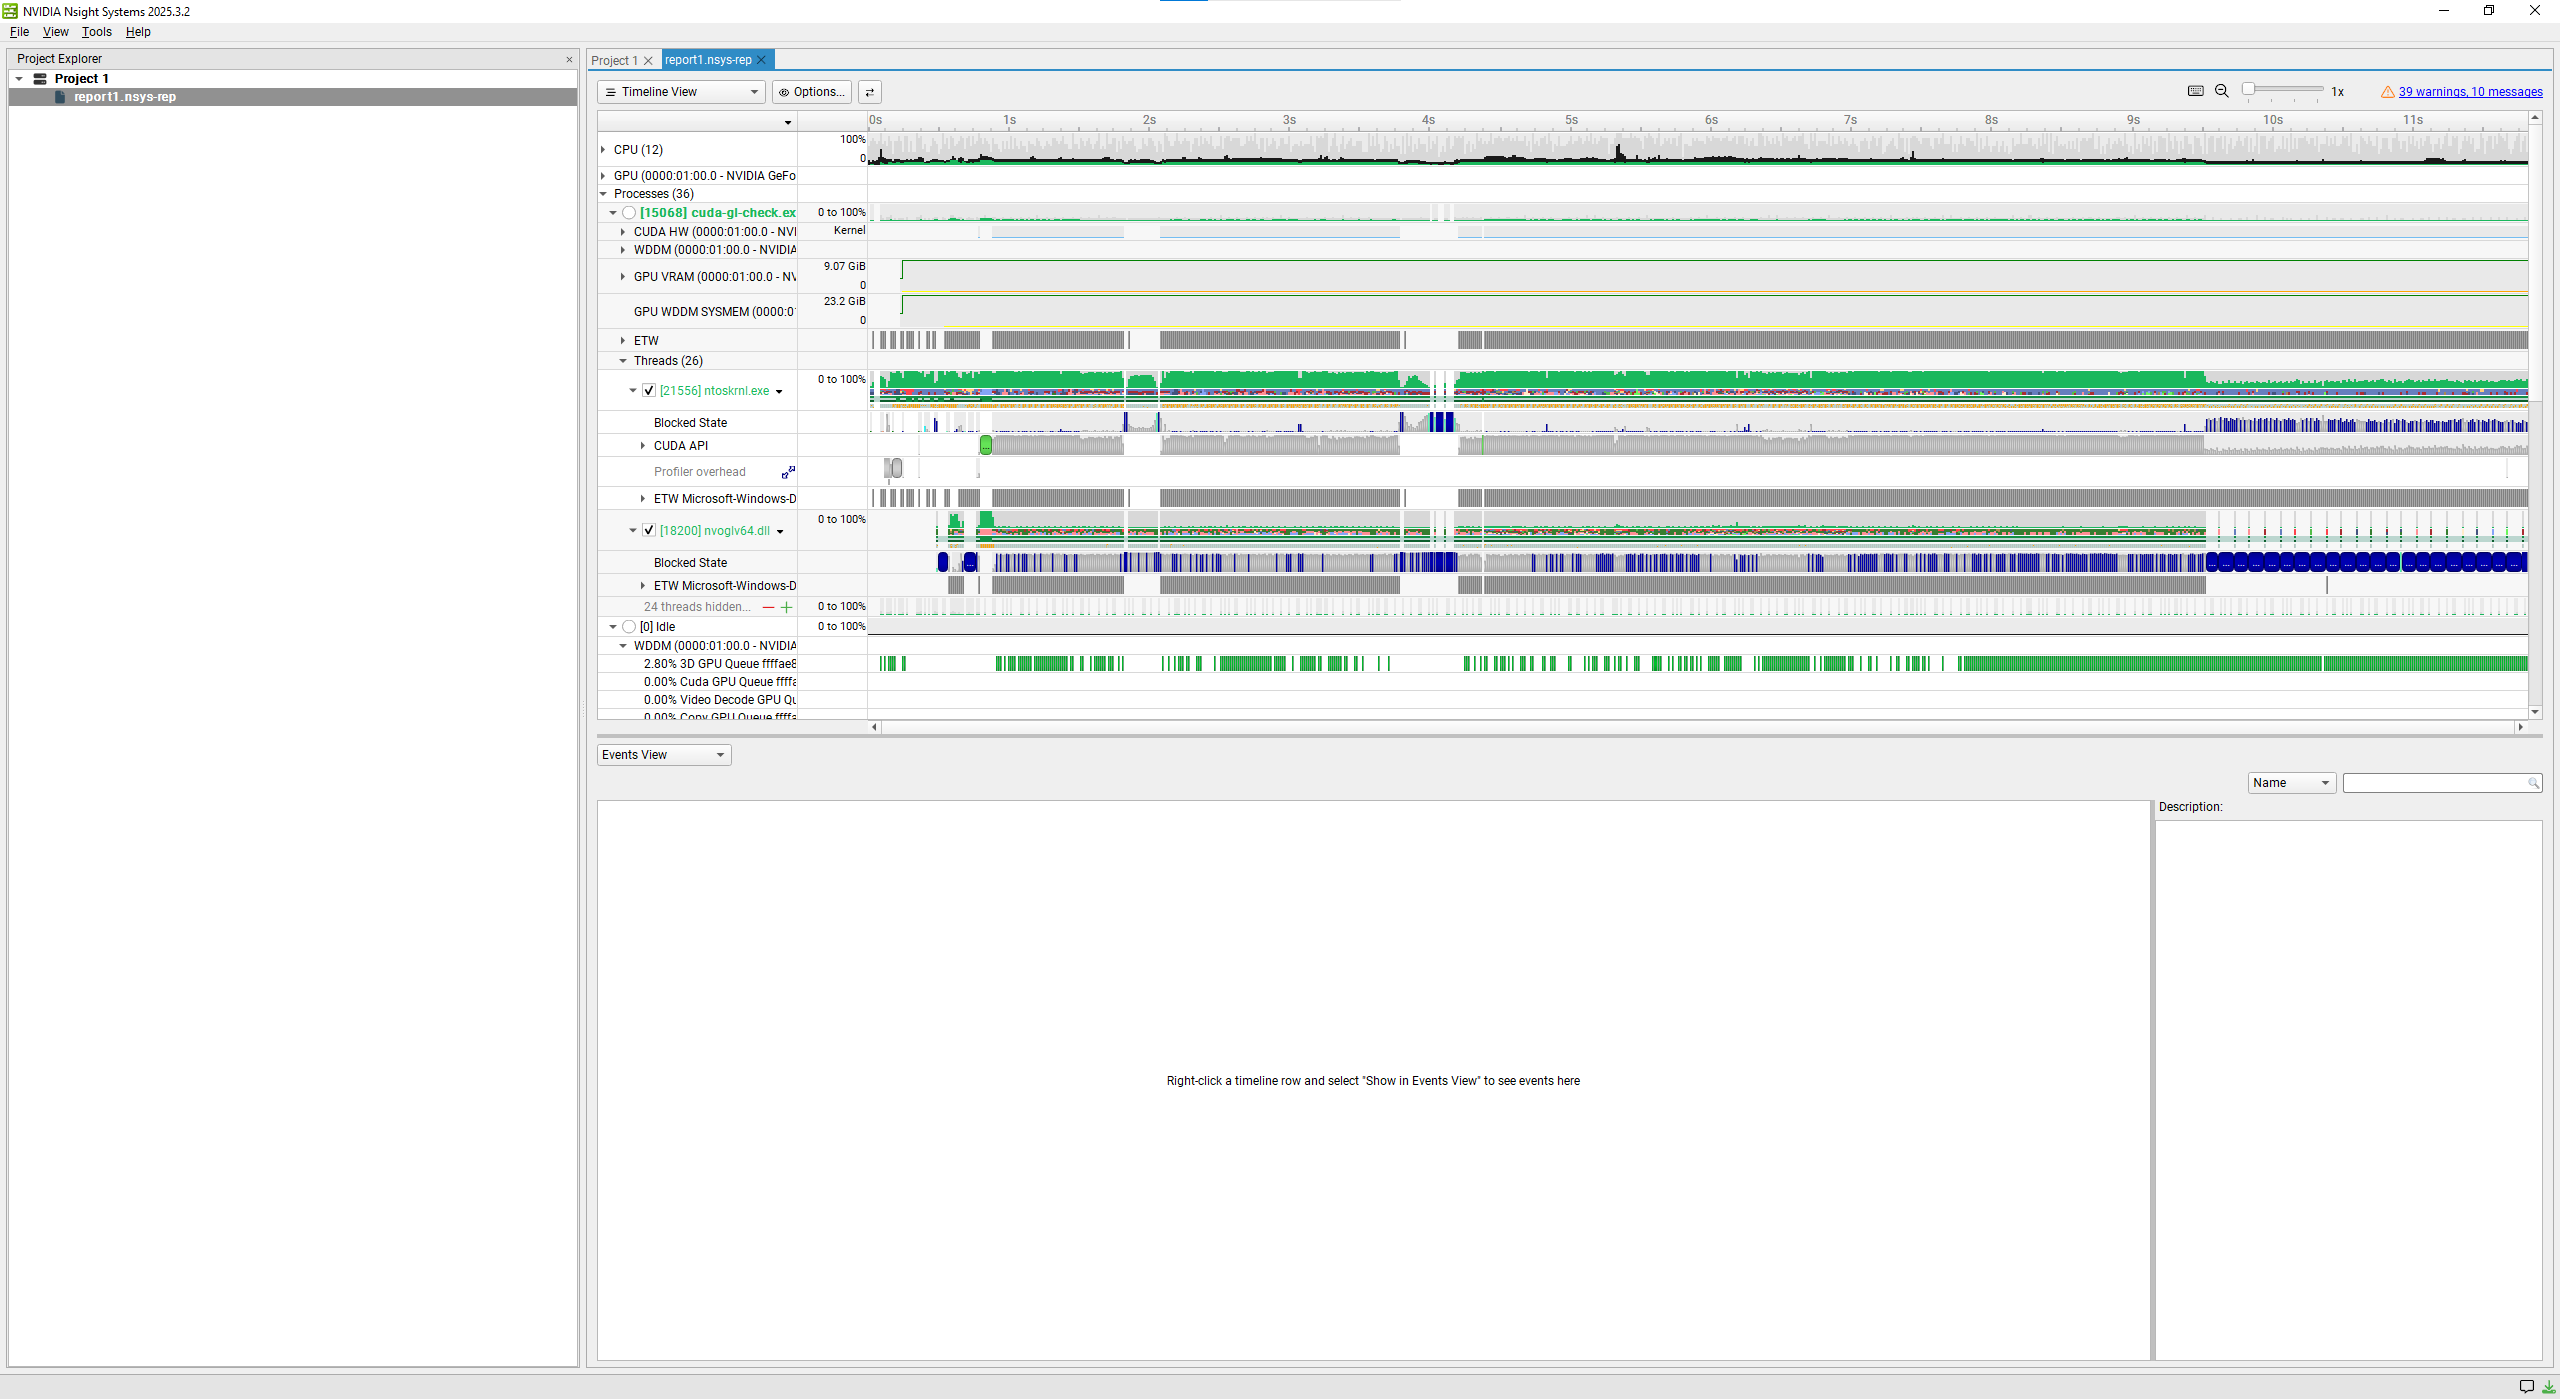 NVIDIA Nsight Systems 2025.3.2
File View Tools Help
Project Explorer
Project 1
report1.nsys-rep
Project 1
report1.nsys-rep
Timeline View
Options...
1x
39 warnings, 10 messages
0s 1s 2s 3s 4s 5s 6s 7s 8s 9s 10s 11s
CPU (12)
100%
0
GPU (0000:01:00.0 - NVIDIA GeFo
Processes (36)
[15068] cuda-gl-check.ex
0 to 100%
CUDA HW (0000:01:00.0 - NVI
Kernel
WDDM (0000:01:00.0 - NVIDIA
GPU VRAM (0000:01:00.0 - NV
9.07 GiB
0
GPU WDDM SYSMEM (0000:0
23.2 GiB
0
ETW
Threads (26)
[21556] ntoskrnl.exe
0 to 100%
Blocked State
CUDA API
Profiler overhead
ETW Microsoft-Windows-D
[18200] nvoglv64.dll
0 to 100%
Blocked State
ETW Microsoft-Windows-D
24 threads hidden...
0 to 100%
[0] Idle
0 to 100%
WDDM (0000:01:00.0 - NVIDIA
2.80% 3D GPU Queue ffffae8
0.00% Cuda GPU Queue ffffa
0.00% Video Decode GPU Qu
0.00% Copy GPU Queue ffffa
Events View
Name
Description:
Right-click a timeline row and select "Show in Events View" to see events here